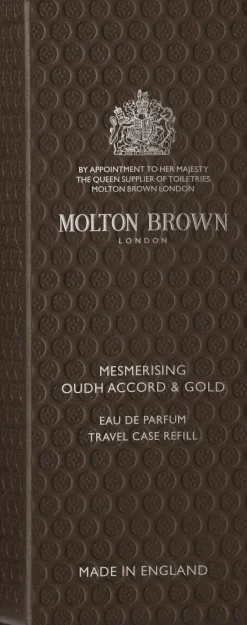 BY APPOINTMENT TO HER MAJESTY
THE QUEEN SUPPLIER OF TOILETRIES
MOLTON BROWN LONDON
MOLTON BROWN
LONDON
MESMERISING
OUDH ACCORD & GOLD
EAU DE PARFUM
TRAVEL CASE REFILL
MADE IN ENGLAND